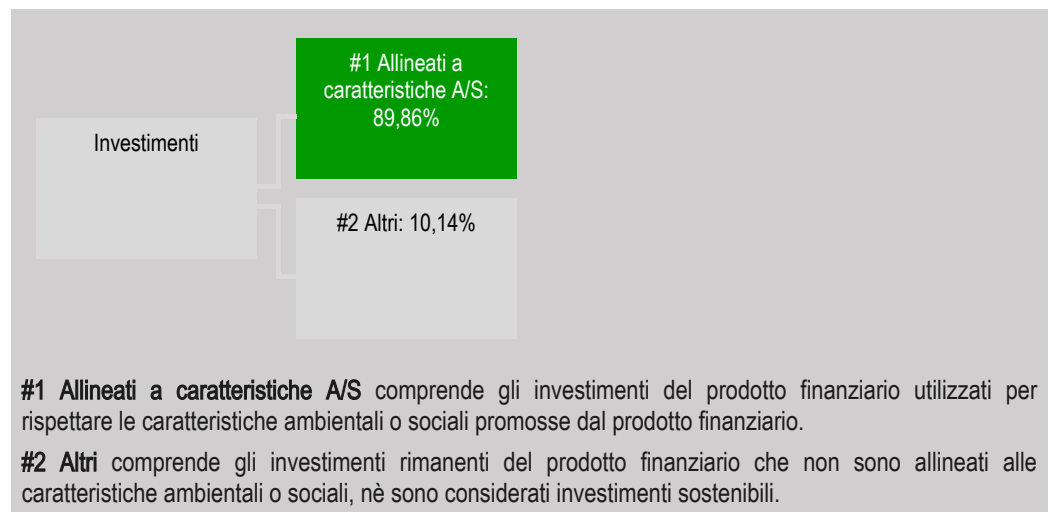 #1 Allineati a
caratteristiche A/S:
89,86%
Investimenti
#2 Altri: 10,14%
#1 Allineati a caratteristiche A/S comprende gli investimenti del prodotto finanziario utilizzati per
rispettare le caratteristiche ambientali o sociali promosse dal prodotto finanziario.
#2 Altri comprende gli investimenti rimanenti del prodotto finanziario che non sono allineati alle
caratteristiche ambientali o sociali, nè sono considerati investimenti sostenibili.